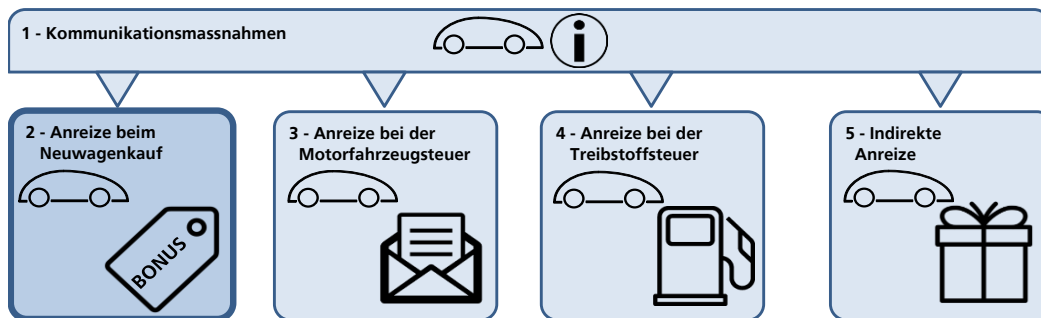 1 - Kommunikationsmassnahmen
i
2 - Anreize beim
Neuwagenkauf
BONUS
3 - Anreize bei der
Motorfahrzeugsteuer
4 - Anreize bei der
Treibstoffsteuer
5 - Indirekte
Anreize